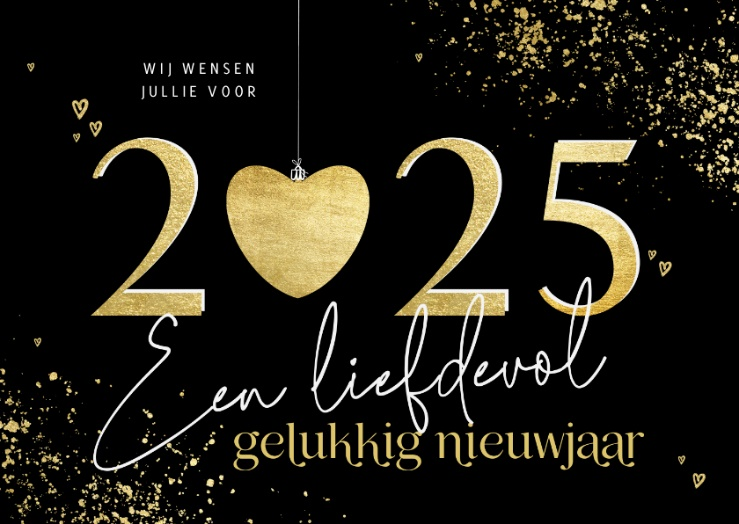 WIJ WENSEN
JULLIE VOOR
2025
Een liefdevol
gelukkig nieuwjaar